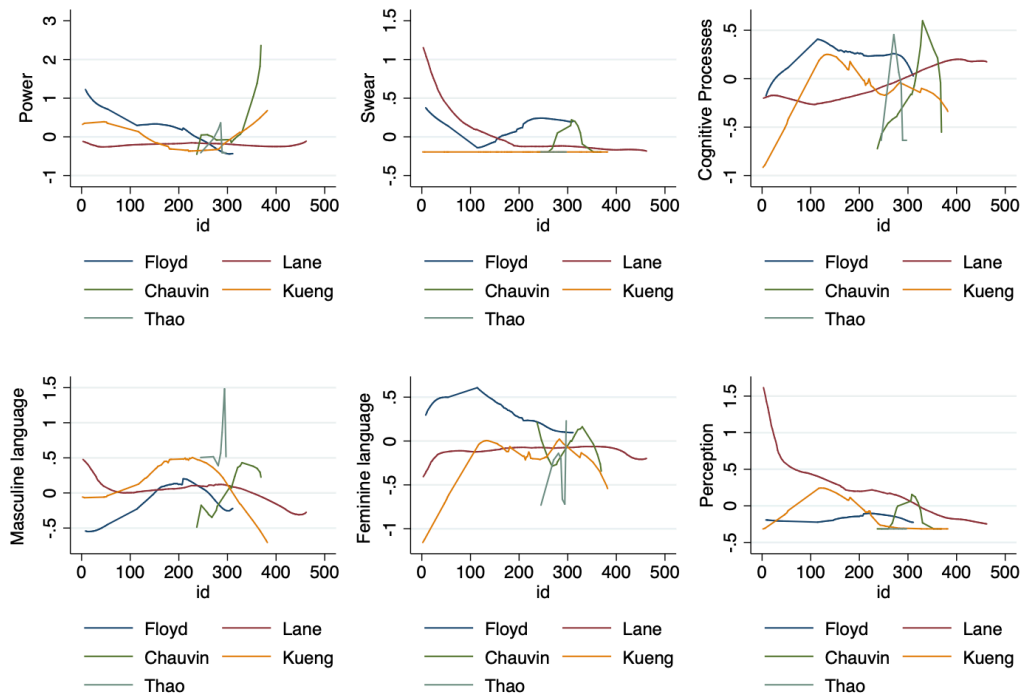 Power
3
2
1
0
-1
0 100 200 300 400 500
id
Floyd Lane
Chauvin Kueng
Thao
Swear
1.5
1
.5
0
-.5
0 100 200 300 400 500
id
Floyd Lane
Chauvin Kueng
Thao
Cognitive Processes
.5
0
-.5
-1
0 100 200 300 400 500
id
Floyd Lane
Chauvin Kueng
Thao
Masculine language
1.5
1
.5
0
-.5
0 100 200 300 400 500
id
Floyd Lane
Chauvin Kueng
Thao
Feminine language
.5
0
-.5
-1
0 100 200 300 400 500
id
Floyd Lane
Chauvin Kueng
Thao
Perception
1.5
1
.5
0
-.5
0 100 200 300 400 500
id
Floyd Lane
Chauvin Kueng
Thao